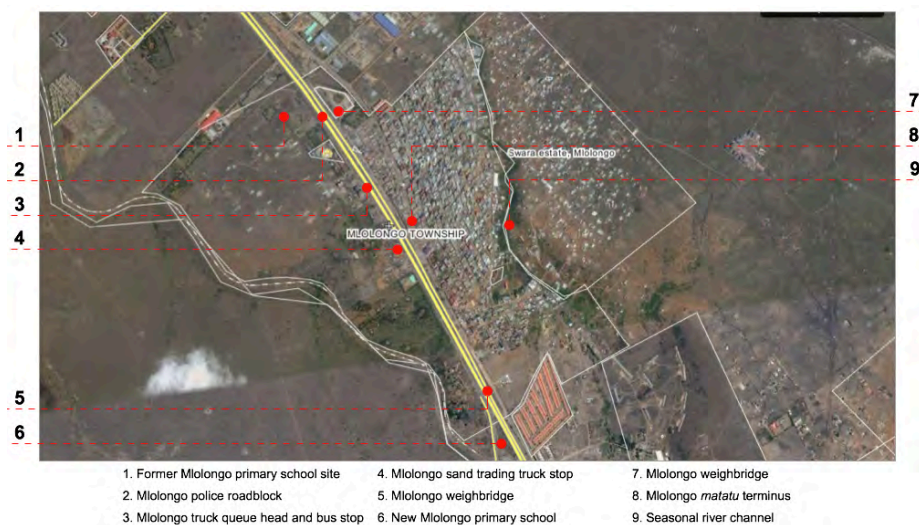 7
1
8
Swara estate, Mlolongo
2
9
3
MLOLONGO TOWNSHIP
4
5
6
1. Former Mlolongo primary school site
2. Mlolongo police roadblock
3. Mlolongo truck queue head and bus stop
4. Mlolongo sand trading truck stop
5. Mlolongo weighbridge
6. New Mlolongo primary school
7. Mlolongo weighbridge
8. Mlolongo matatu terminus
9. Seasonal river channel